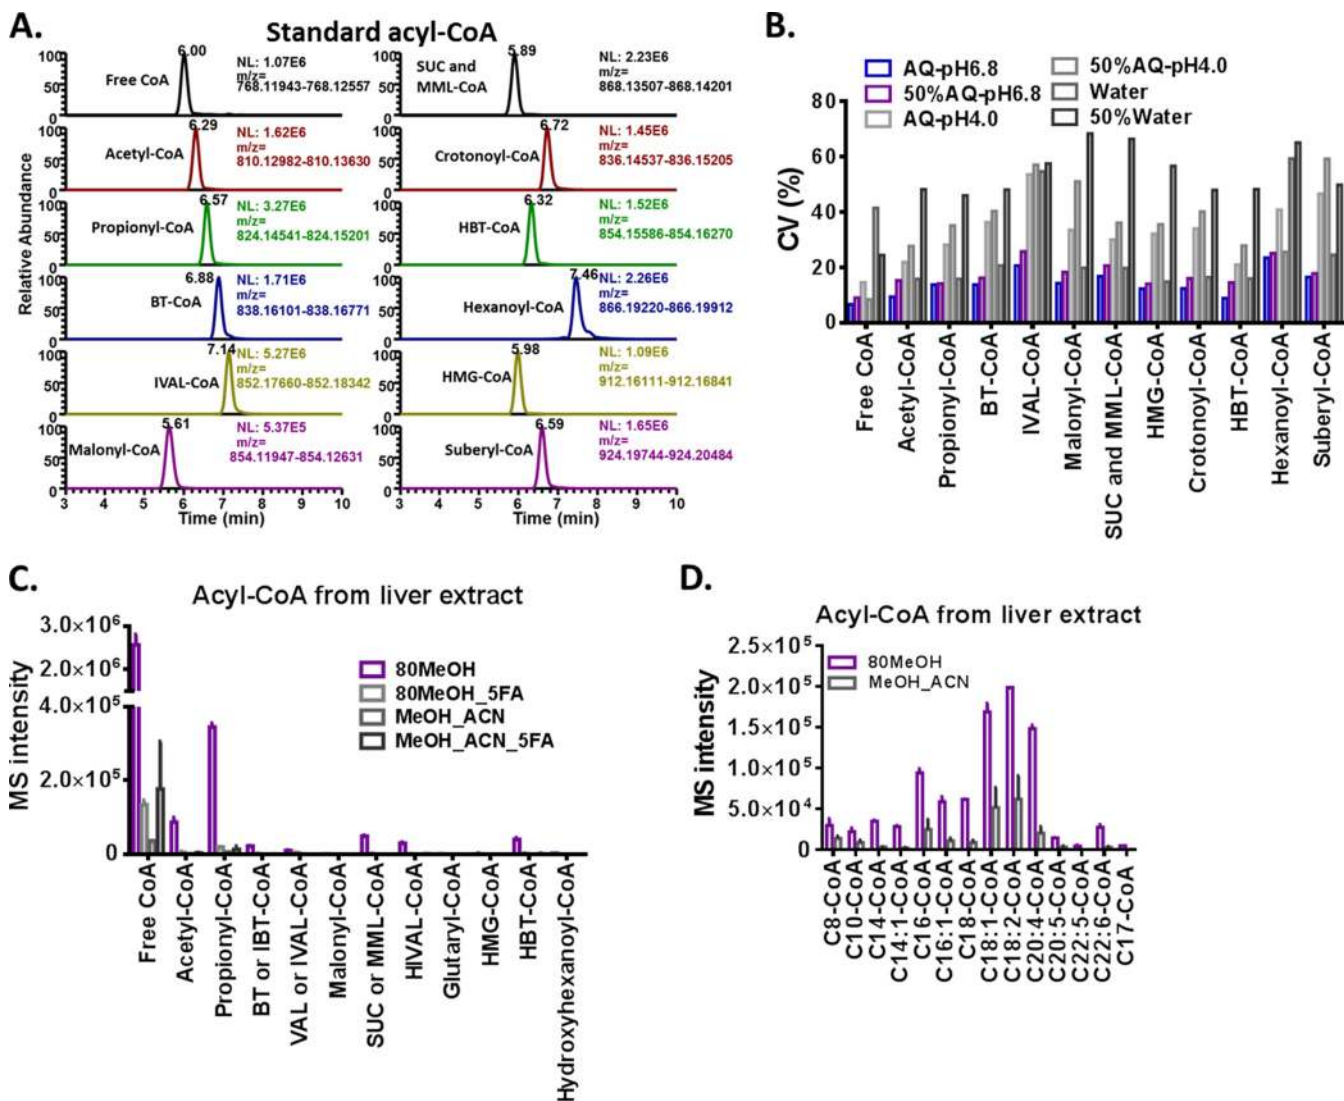 A.
Standard acyl-CoA
Relative Abundance
100
50
0
Free CoA
6.00
NL: 1.07E6
m/z=
768.11943-768.12557
100
50
0
SUC and
MML-CoA
5.89
NL: 2.23E6
m/z=
868.13507-868.14201
100
50
0
Acetyl-CoA
6.29
NL: 1.62E6
m/z=
810.12982-810.13630
100
50
0
Crotonoyl-CoA
6.72
NL: 1.45E6
m/z=
836.14537-836.15205
100
50
0
Propionyl-CoA
6.57
NL: 3.27E6
m/z=
824.14541-824.15201
100
50
0
HBT-CoA
6.32
NL: 1.52E6
m/z=
854.15586-854.16270
100
50
0
BT-CoA
6.88
NL: 1.71E6
m/z=
838.16101-838.16771
100
50
0
Hexanoyl-CoA
7.46
NL: 2.26E6
m/z=
866.19220-866.19912
100
50
0
IVAL-CoA
7.14
NL: 5.27E6
m/z=
852.17660-852.18342
100
50
0
HMG-CoA
5.98
NL: 1.09E6
m/z=
912.16111-912.16841
100
50
0
Malonyl-CoA
5.61
NL: 5.37E5
m/z=
854.11947-854.12631
100
50
0
Suberyl-CoA
6.59
NL: 1.65E6
m/z=
924.19744-924.20484
3 4 5 6 7 8 9 10
Time (min)
3 4 5 6 7 8 9 10
Time (min)
B.
AQ-pH6.8
50%AQ-pH6.8
AQ-pH4.0
50%AQ-pH4.0
Water
50%Water
CV (%)
80
60
40
20
0
Free CoA
Acetyl-CoA
Propionyl-CoA
BT-CoA
IVAL-CoA
Malonyl-CoA
SUC and MML-CoA
HMG-CoA
Crotonyl-CoA
HBT-CoA
Hexanoyl-CoA
Suberyl-CoA
C.
Acyl-CoA from liver extract
MS intensity
3.0×10⁶
2.0×10⁶
4.0×10⁵
2.0×10⁵
0
80MeOH
80MeOH_5FA
MeOH_ACN
MeOH_ACN_5FA
Free CoA
Acetyl-CoA
Propionyl-CoA
BT or IBT-CoA
VAL or IVAL-CoA
Malonyl-CoA
SUC or MML-CoA
HIVAL-CoA
Glutaryl-CoA
HMG-CoA
HBT-CoA
Hydroxyhexanoyl-CoA
D.
Acyl-CoA from liver extract
MS intensity
2.5×10⁵
2.0×10⁵
1.5×10⁵
1.0×10⁵
5.0×10⁴
0
80MeOH
MeOH_ACN
C8-CoA
C10-CoA
C14-CoA
C14:1-CoA
C16-CoA
C16:1-CoA
C18-CoA
C18:1-CoA
C18:2-CoA
C20:4-CoA
C20:5-CoA
C22:5-CoA
C22:6-CoA
C17-CoA